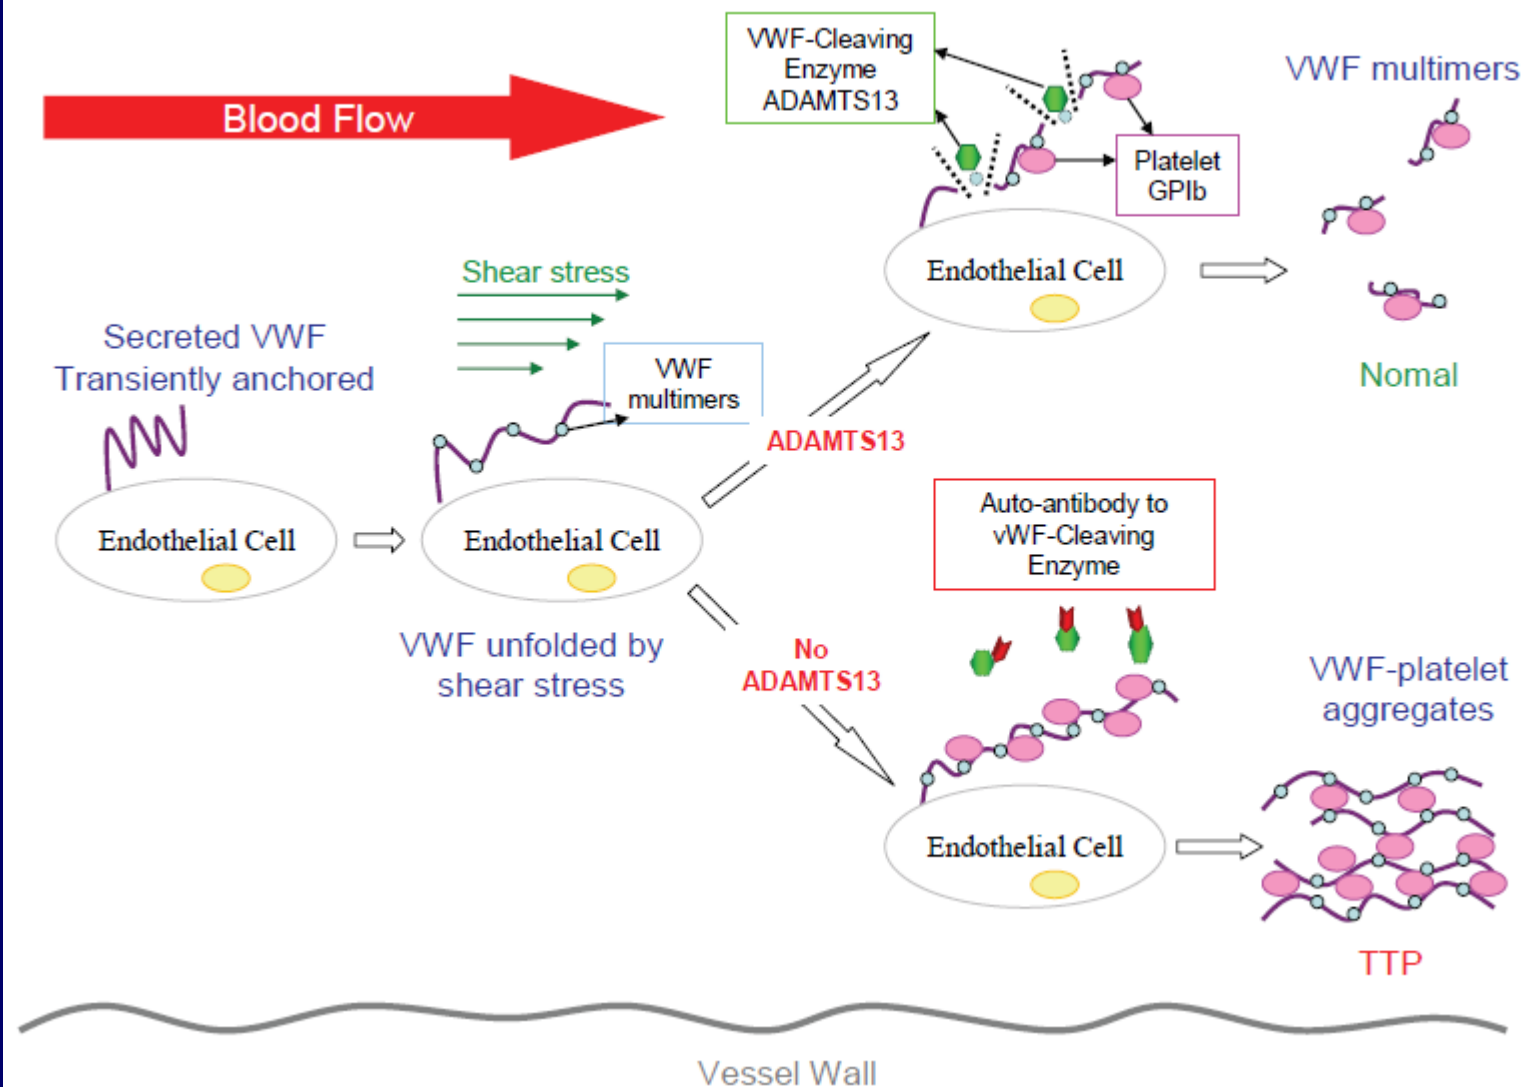 Blood Flow
VWF-Cleaving
Enzyme
ADAMTS13
VWF multimers
Platelet
GPIb
Endothelial Cell
Nomal
Shear stress
Secreted VWF
Transiently anchored
VWF
multimers
ADAMTS13
Endothelial Cell
Endothelial Cell
VWF unfolded by
shear stress
No
ADAMTS13
Auto-antibody to
vWF-Cleaving
Enzyme
VWF-platelet
aggregates
Endothelial Cell
TTP
Vessel Wall